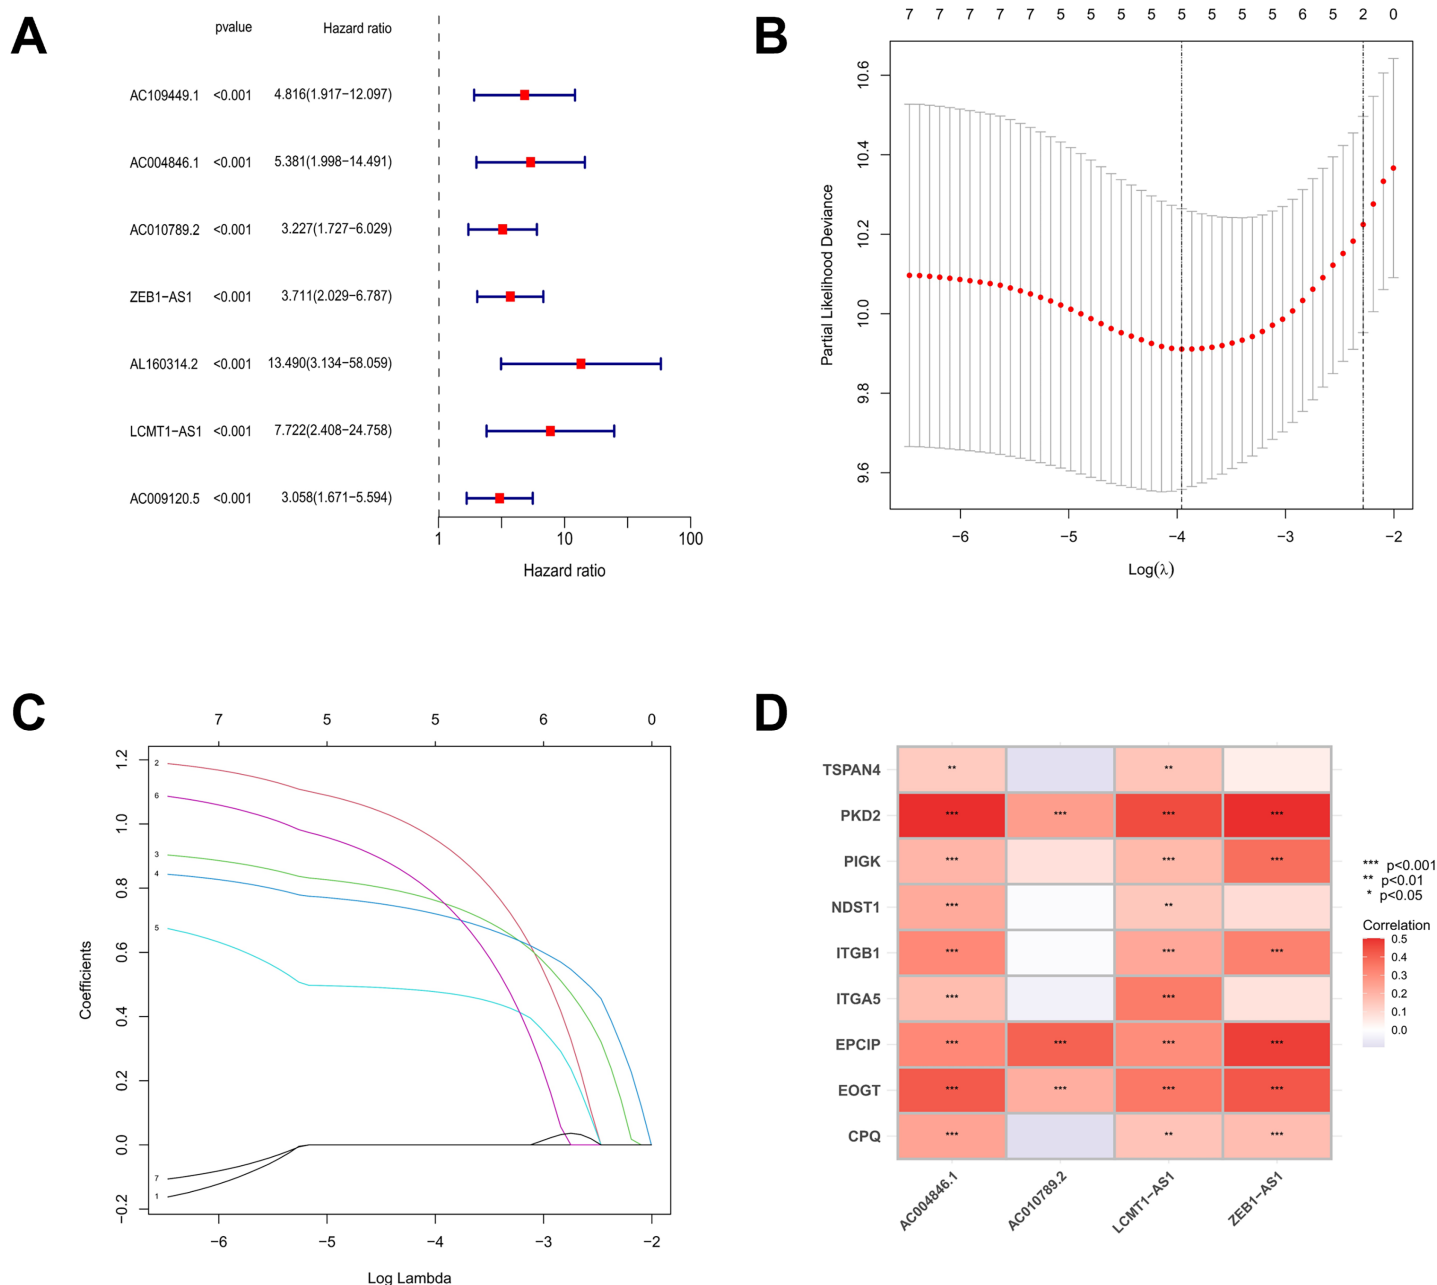 A
pvalue Hazard ratio
AC109449.1 <0.001 4.816(1.917−12.097)
AC004846.1 <0.001 5.381(1.998−14.491)
AC010789.2 <0.001 3.227(1.727−6.029)
ZEB1−AS1 <0.001 3.711(2.029−6.787)
AL160314.2 <0.001 13.490(3.134−58.059)
LCMT1−AS1 <0.001 7.722(2.408−24.758)
AC009120.5 <0.001 3.058(1.671−5.594)
1 10 100
Hazard ratio
B
7 7 7 7 7 5 5 5 5 5 5 5 5 6 5 2 0
10.6
10.4
10.2
10.0
9.8
9.6
Partial Likelihood Deviance
−6 −5 −4 −3 −2
Log(λ)
C
7 5 5 6 0
1.2
1.0
0.8
0.6
0.4
0.2
0.0
−0.2
Coefficients
2
6
3
4
5
7
1
−6 −5 −4 −3 −2
Log Lambda
D
TSPAN4 ** **
PKD2 *** *** *** ***
PIGK *** *** ***
NDST1 *** **
ITGB1 *** *** ***
ITGA5 *** ***
EPCIP *** *** *** ***
EOGT *** *** *** ***
CPQ *** ** ***
AC004846.1 AC010789.2 LCMT1−AS1 ZEB1−AS1
*** p<0.001
** p<0.01
* p<0.05
Correlation
0.5
0.4
0.3
0.2
0.1
0.0